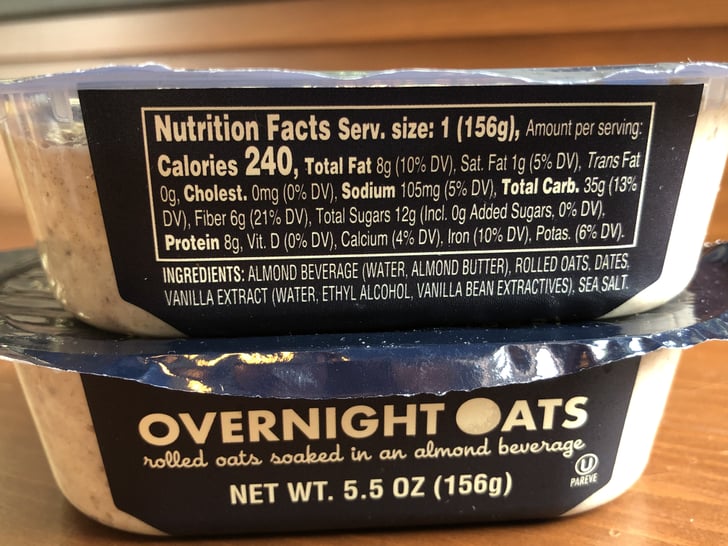 Nutrition Facts Serv. size: 1 (156g), Amount per serving:
Calories 240, Total Fat 8g (10% DV), Sat. Fat 1g (5% DV), Trans Fat
0g, Cholest. 0mg (0% DV), Sodium 105mg (5% DV), Total Carb. 35g (13%
DV), Fiber 6g (21% DV), Total Sugars 12g (Incl. 0g Added Sugars, 0% DV),
Protein 8g, Vit. D (0% DV), Calcium (4% DV), Iron (10% DV), Potas. (6% DV).
INGREDIENTS: ALMOND BEVERAGE (WATER, ALMOND BUTTER), ROLLED OATS, DATES,
VANILLA EXTRACT (WATER, ETHYL ALCOHOL, VANILLA BEAN EXTRACTIVES), SEA SALT.
OVERNIGHT OATS
rolled oats soaked in an almond beverage
U
PAREVE
NET WT. 5.5 OZ (156g)